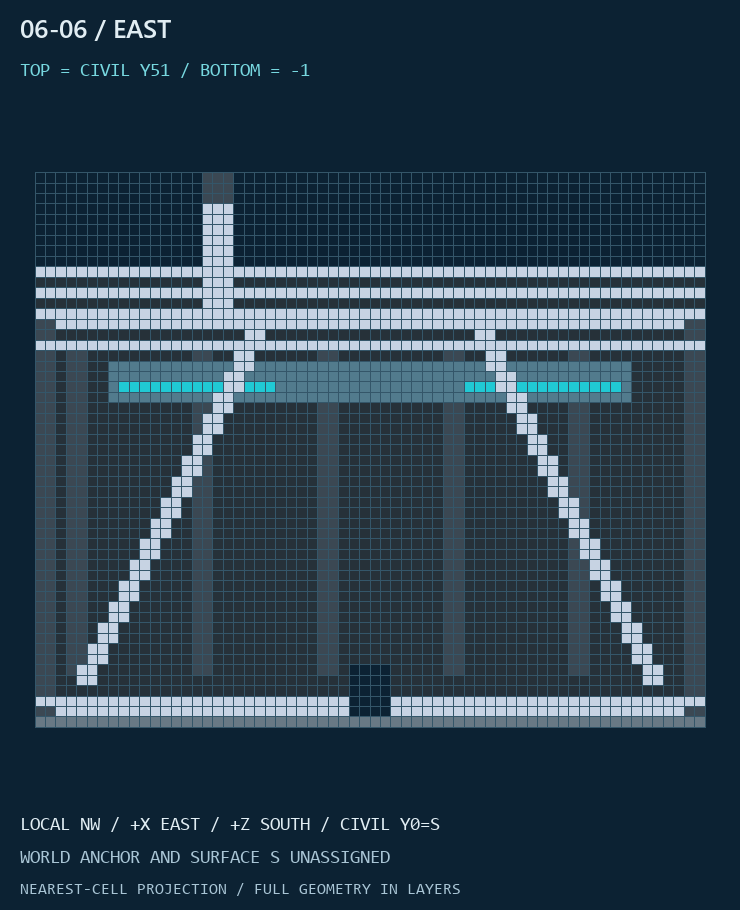 06-06 / EAST
TOP = CIVIL Y51 / BOTTOM = -1
LOCAL NW / +X EAST / +Z SOUTH / CIVIL Y0=S
WORLD ANCHOR AND SURFACE S UNASSIGNED
NEAREST-CELL PROJECTION / FULL GEOMETRY IN LAYERS